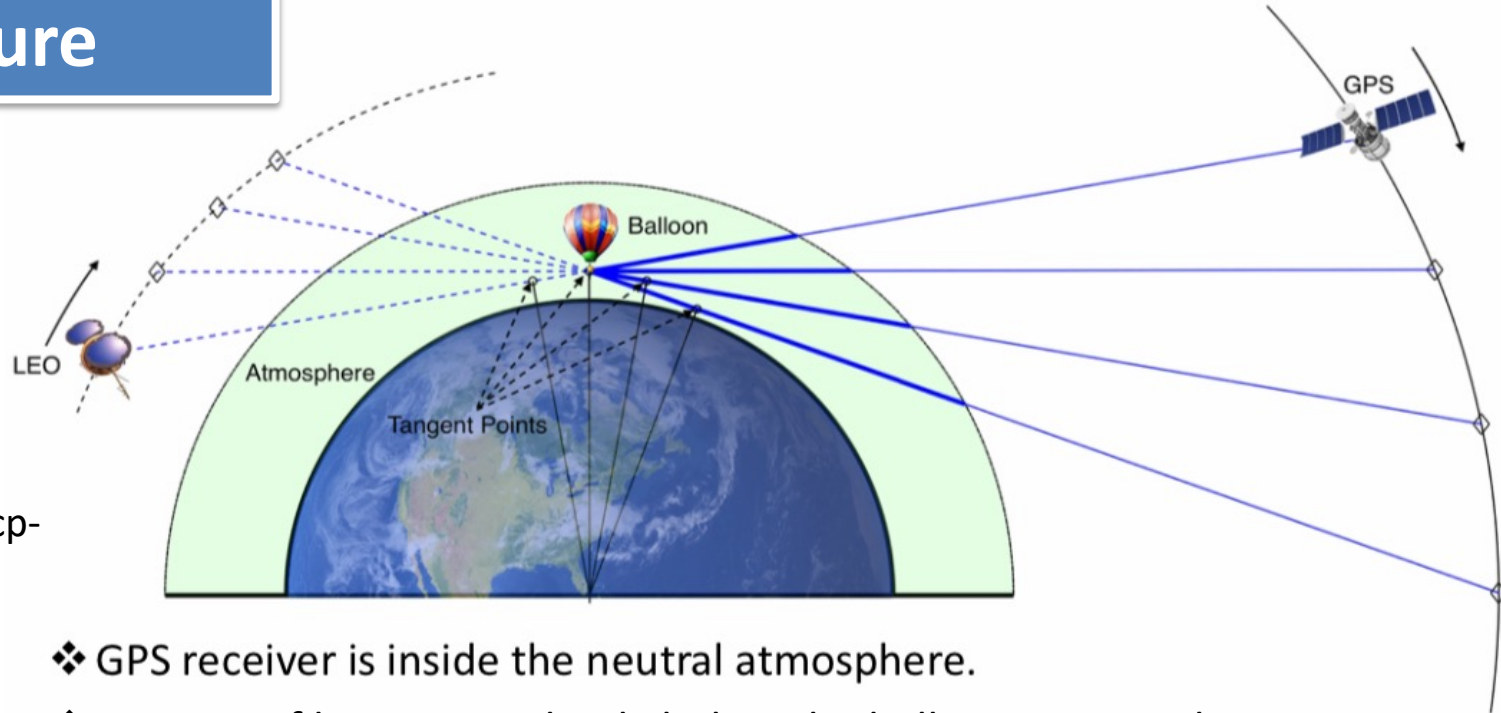 ure
GPS
Balloon
LEO
Atmosphere
Tangent Points
cp-
❖ GPS receiver is inside the neutral atmosphere.